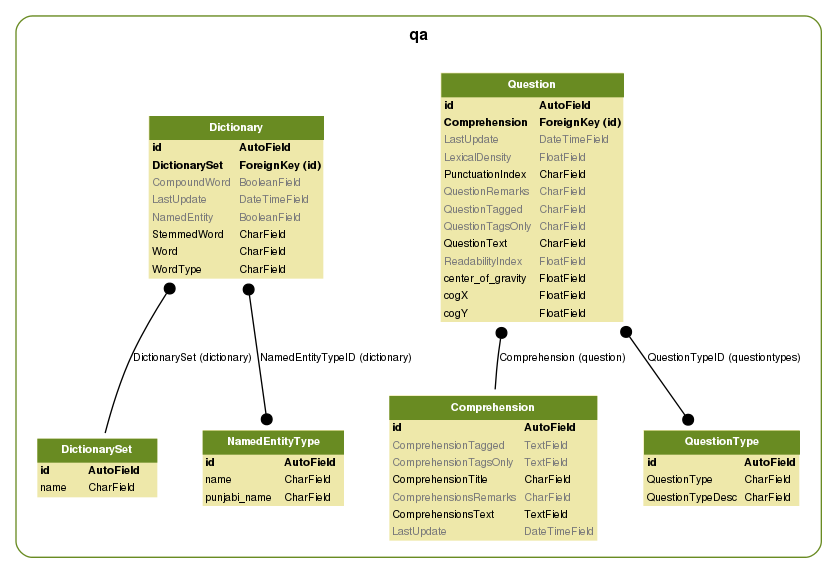 qa
Dictionary
id AutoField
DictionarySet ForeignKey (id)
CompoundWord BooleanField
LastUpdate DateTimeField
NamedEntity BooleanField
StemmedWord CharField
Word CharField
WordType CharField
Question
id AutoField
Comprehension ForeignKey (id)
LastUpdate DateTimeField
LexicalDensity FloatField
PunctuationIndex CharField
QuestionRemarks CharField
QuestionTagged CharField
QuestionTagsOnly CharField
QuestionText CharField
ReadabilityIndex FloatField
center_of_gravity FloatField
cogX FloatField
cogY FloatField
DictionarySet (dictionary)
NamedEntityTypeID (dictionary)
Comprehension (question)
QuestionTypeID (questiontypes)
DictionarySet
id AutoField
name CharField
NamedEntityType
id AutoField
name CharField
punjabi_name CharField
Comprehension
id AutoField
ComprehensionTagged TextField
ComprehensionTagsOnly TextField
ComprehensionTitle CharField
ComprehensionsRemarks CharField
ComprehensionsText TextField
LastUpdate DateTimeField
QuestionType
id AutoField
QuestionType CharField
QuestionTypeDesc CharField